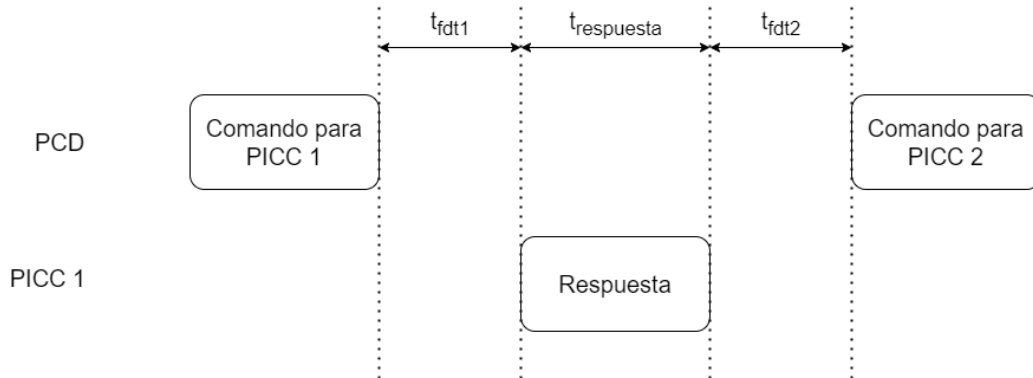 t_fdt1 t_respuesta t_fdt2
PCD
Comando para
PICC 1
Comando para
PICC 2
PICC 1
Respuesta